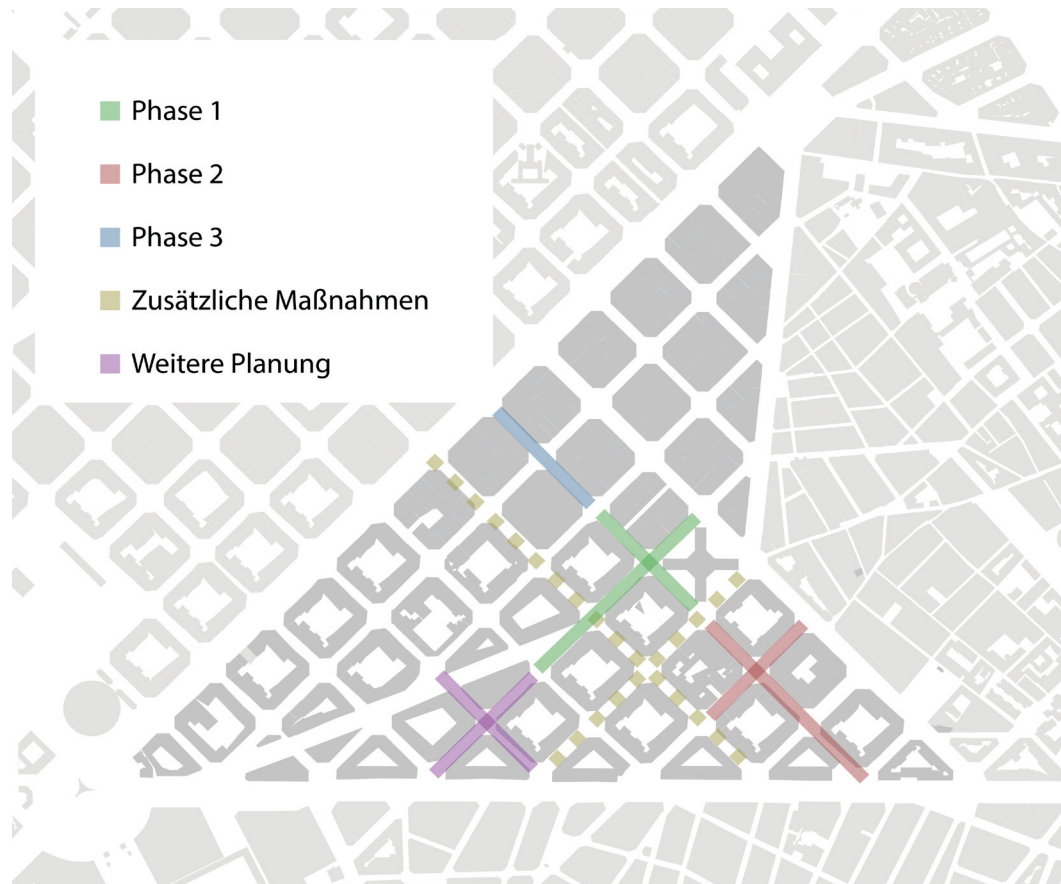 Phase 1
Phase 2
Phase 3
Zusätzliche Maßnahmen
Weitere Planung